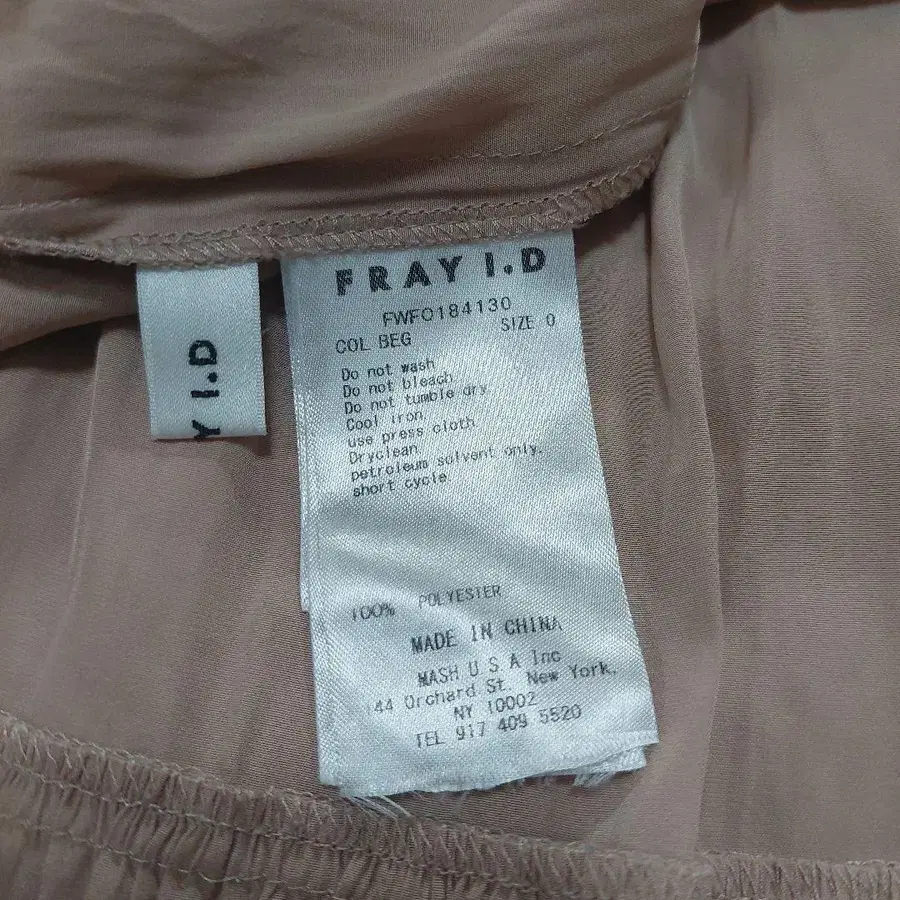 FRAY I.D
FWFO184130
COL BEG SIZE 0
Do not wash
Do not bleach
Do not tumble dry
Cool iron.
use press cloth
Dryclean
petroleum solvent only.
short cycle.
100% POLYESTER
MADE IN CHINA
MASH U S. A Inc
44 Orchard St. New York.
NY 10002
TEL 917 409 5520
Y I.D